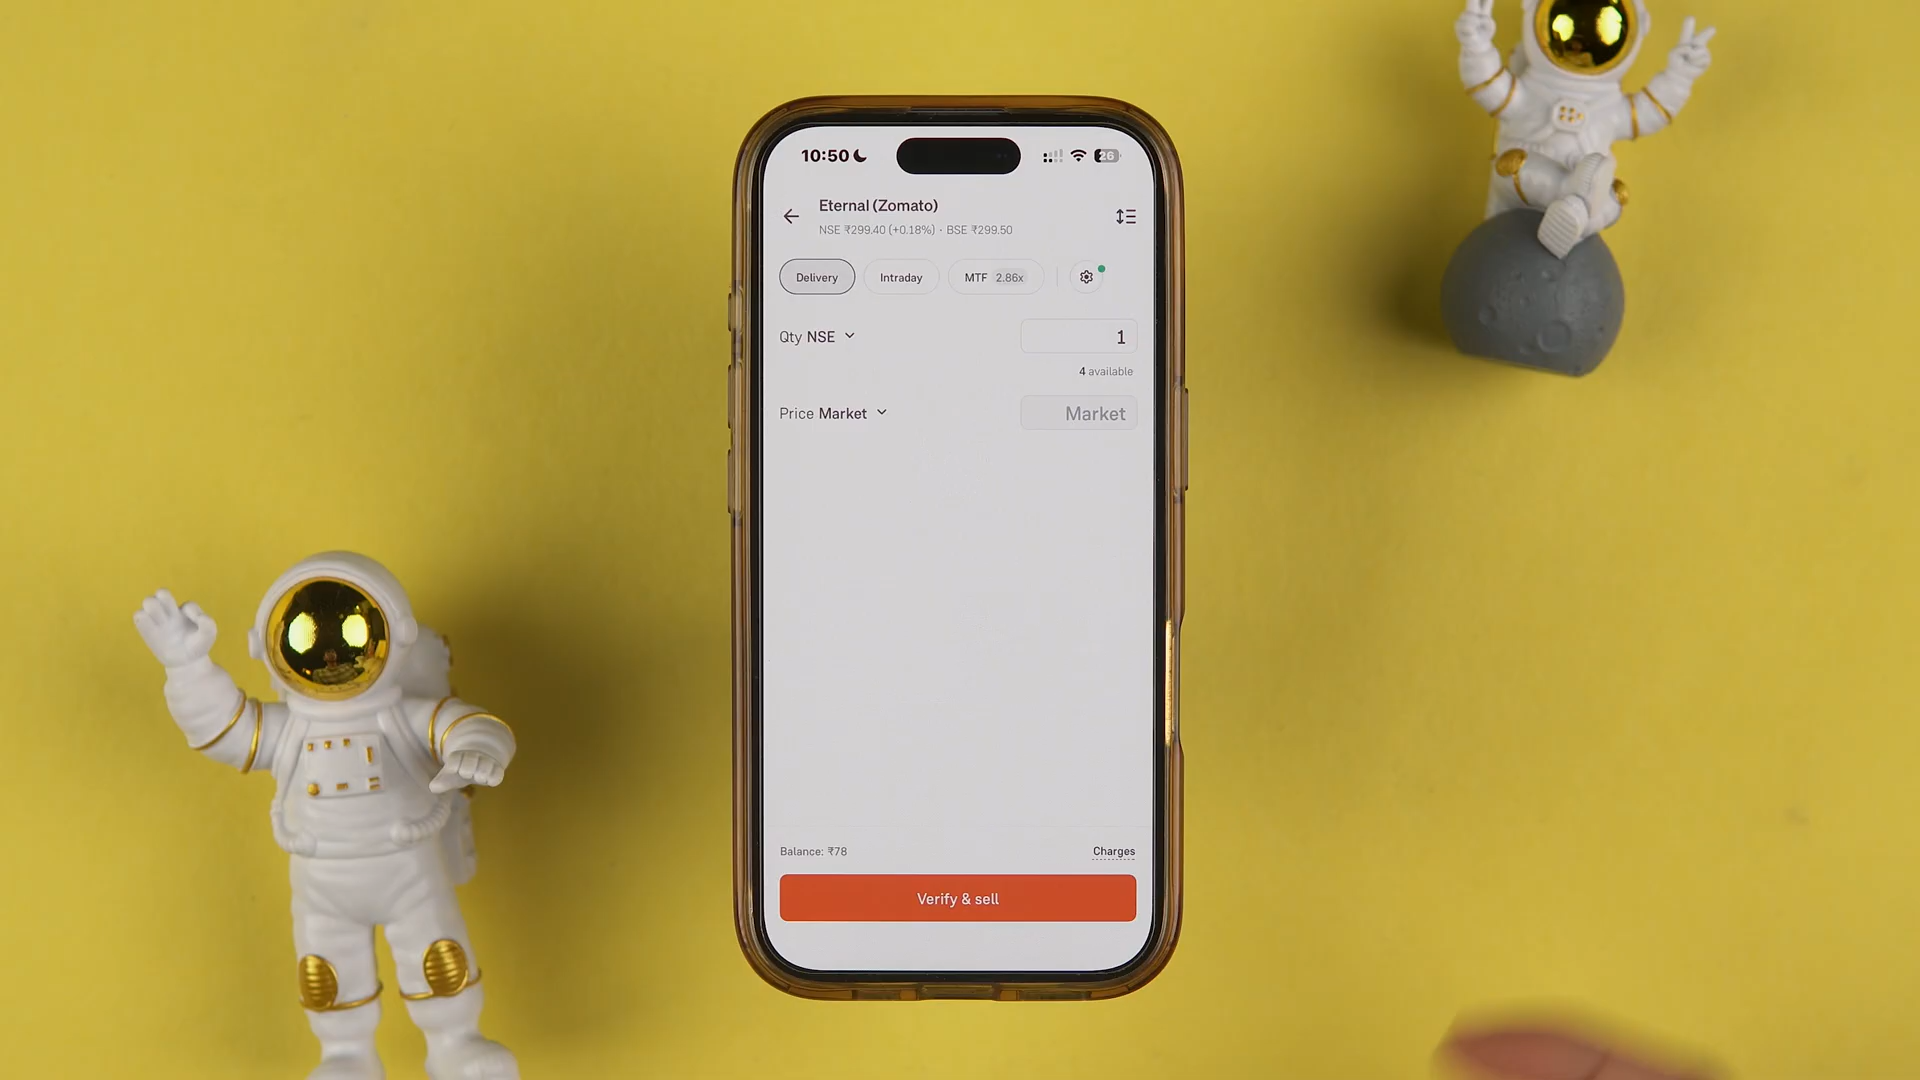 10:50
26
Eternal (Zomato)
NSE ₹299.40 (+0.18%) · BSE ₹299.50
Delivery
Intraday
MTF 2.86x
Qty NSE
1
4 available
Price Market
Market
Balance: ₹78
Charges
Verify & sell